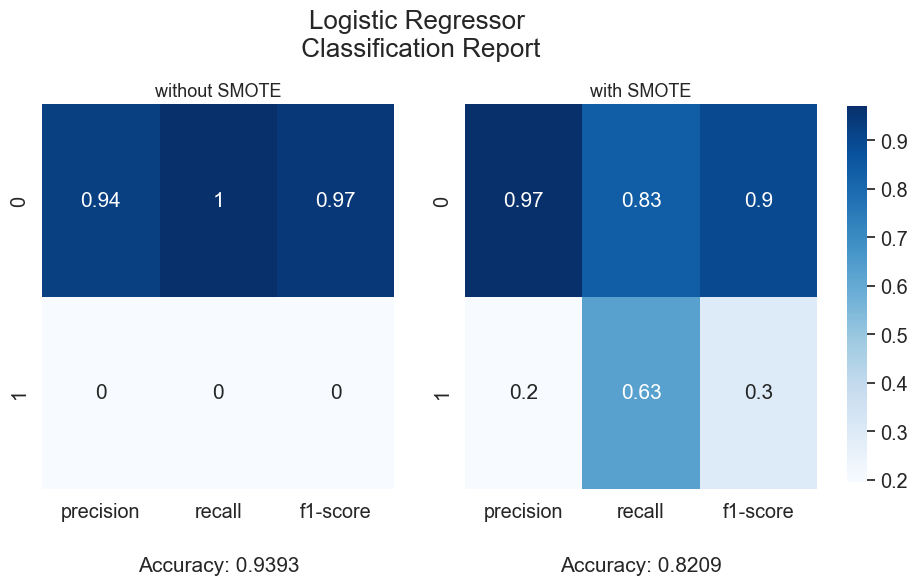 Logistic Regressor
Classification Report
without SMOTE
0
0.94 1 0.97
1
0 0 0
precision recall f1-score
Accuracy: 0.9393
with SMOTE
0
0.97 0.83 0.9
1
0.2 0.63 0.3
precision recall f1-score
Accuracy: 0.8209
0.9
0.8
0.7
0.6
0.5
0.4
0.3
0.2